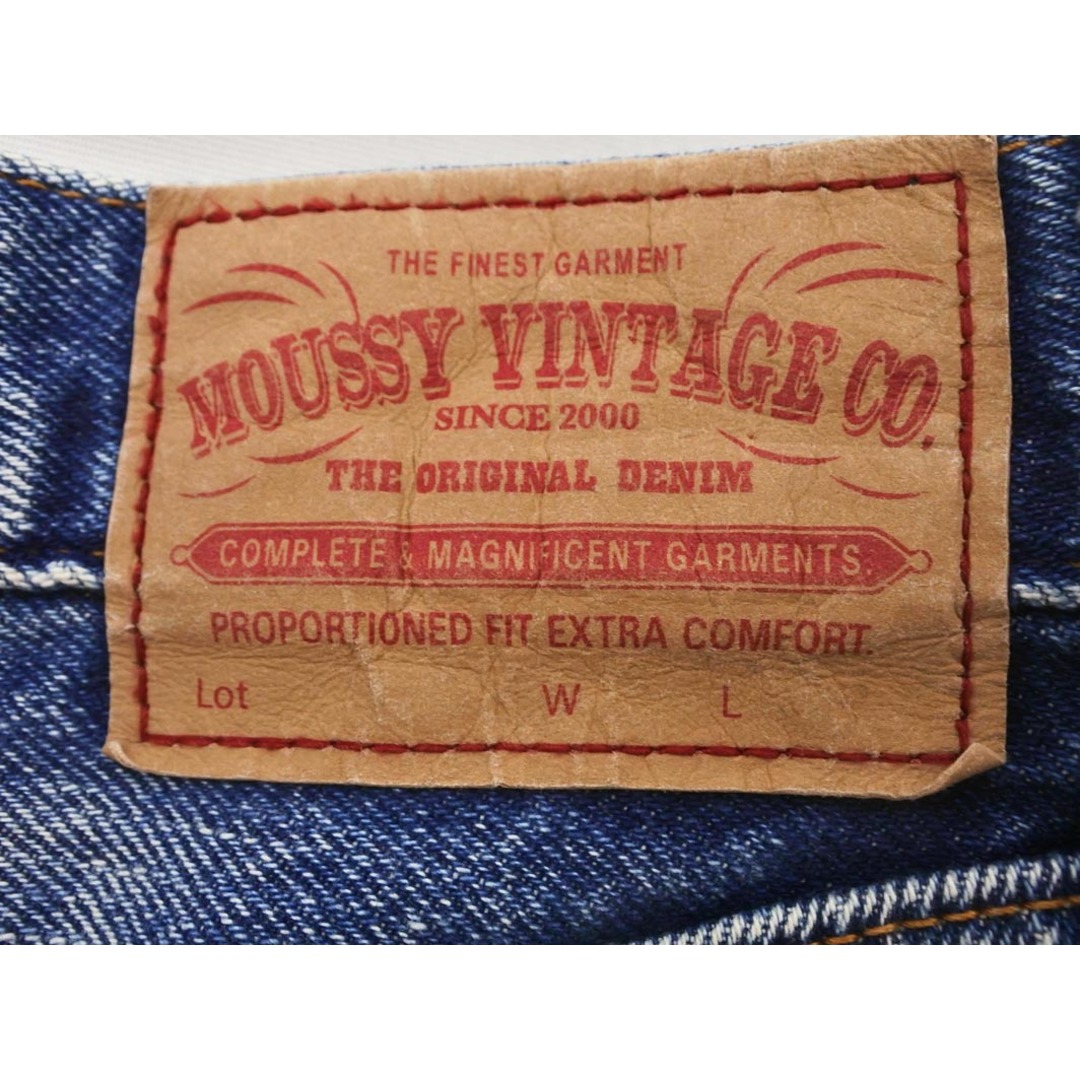 THE FINEST GARMENT
MOUSSY VINTAGE CO.
SINCE 2000
THE ORIGINAL DENIM
COMPLETE & MAGNIFICENT GARMENTS.
PROPORTIONED FIT EXTRA COMFORT.
Lot W L